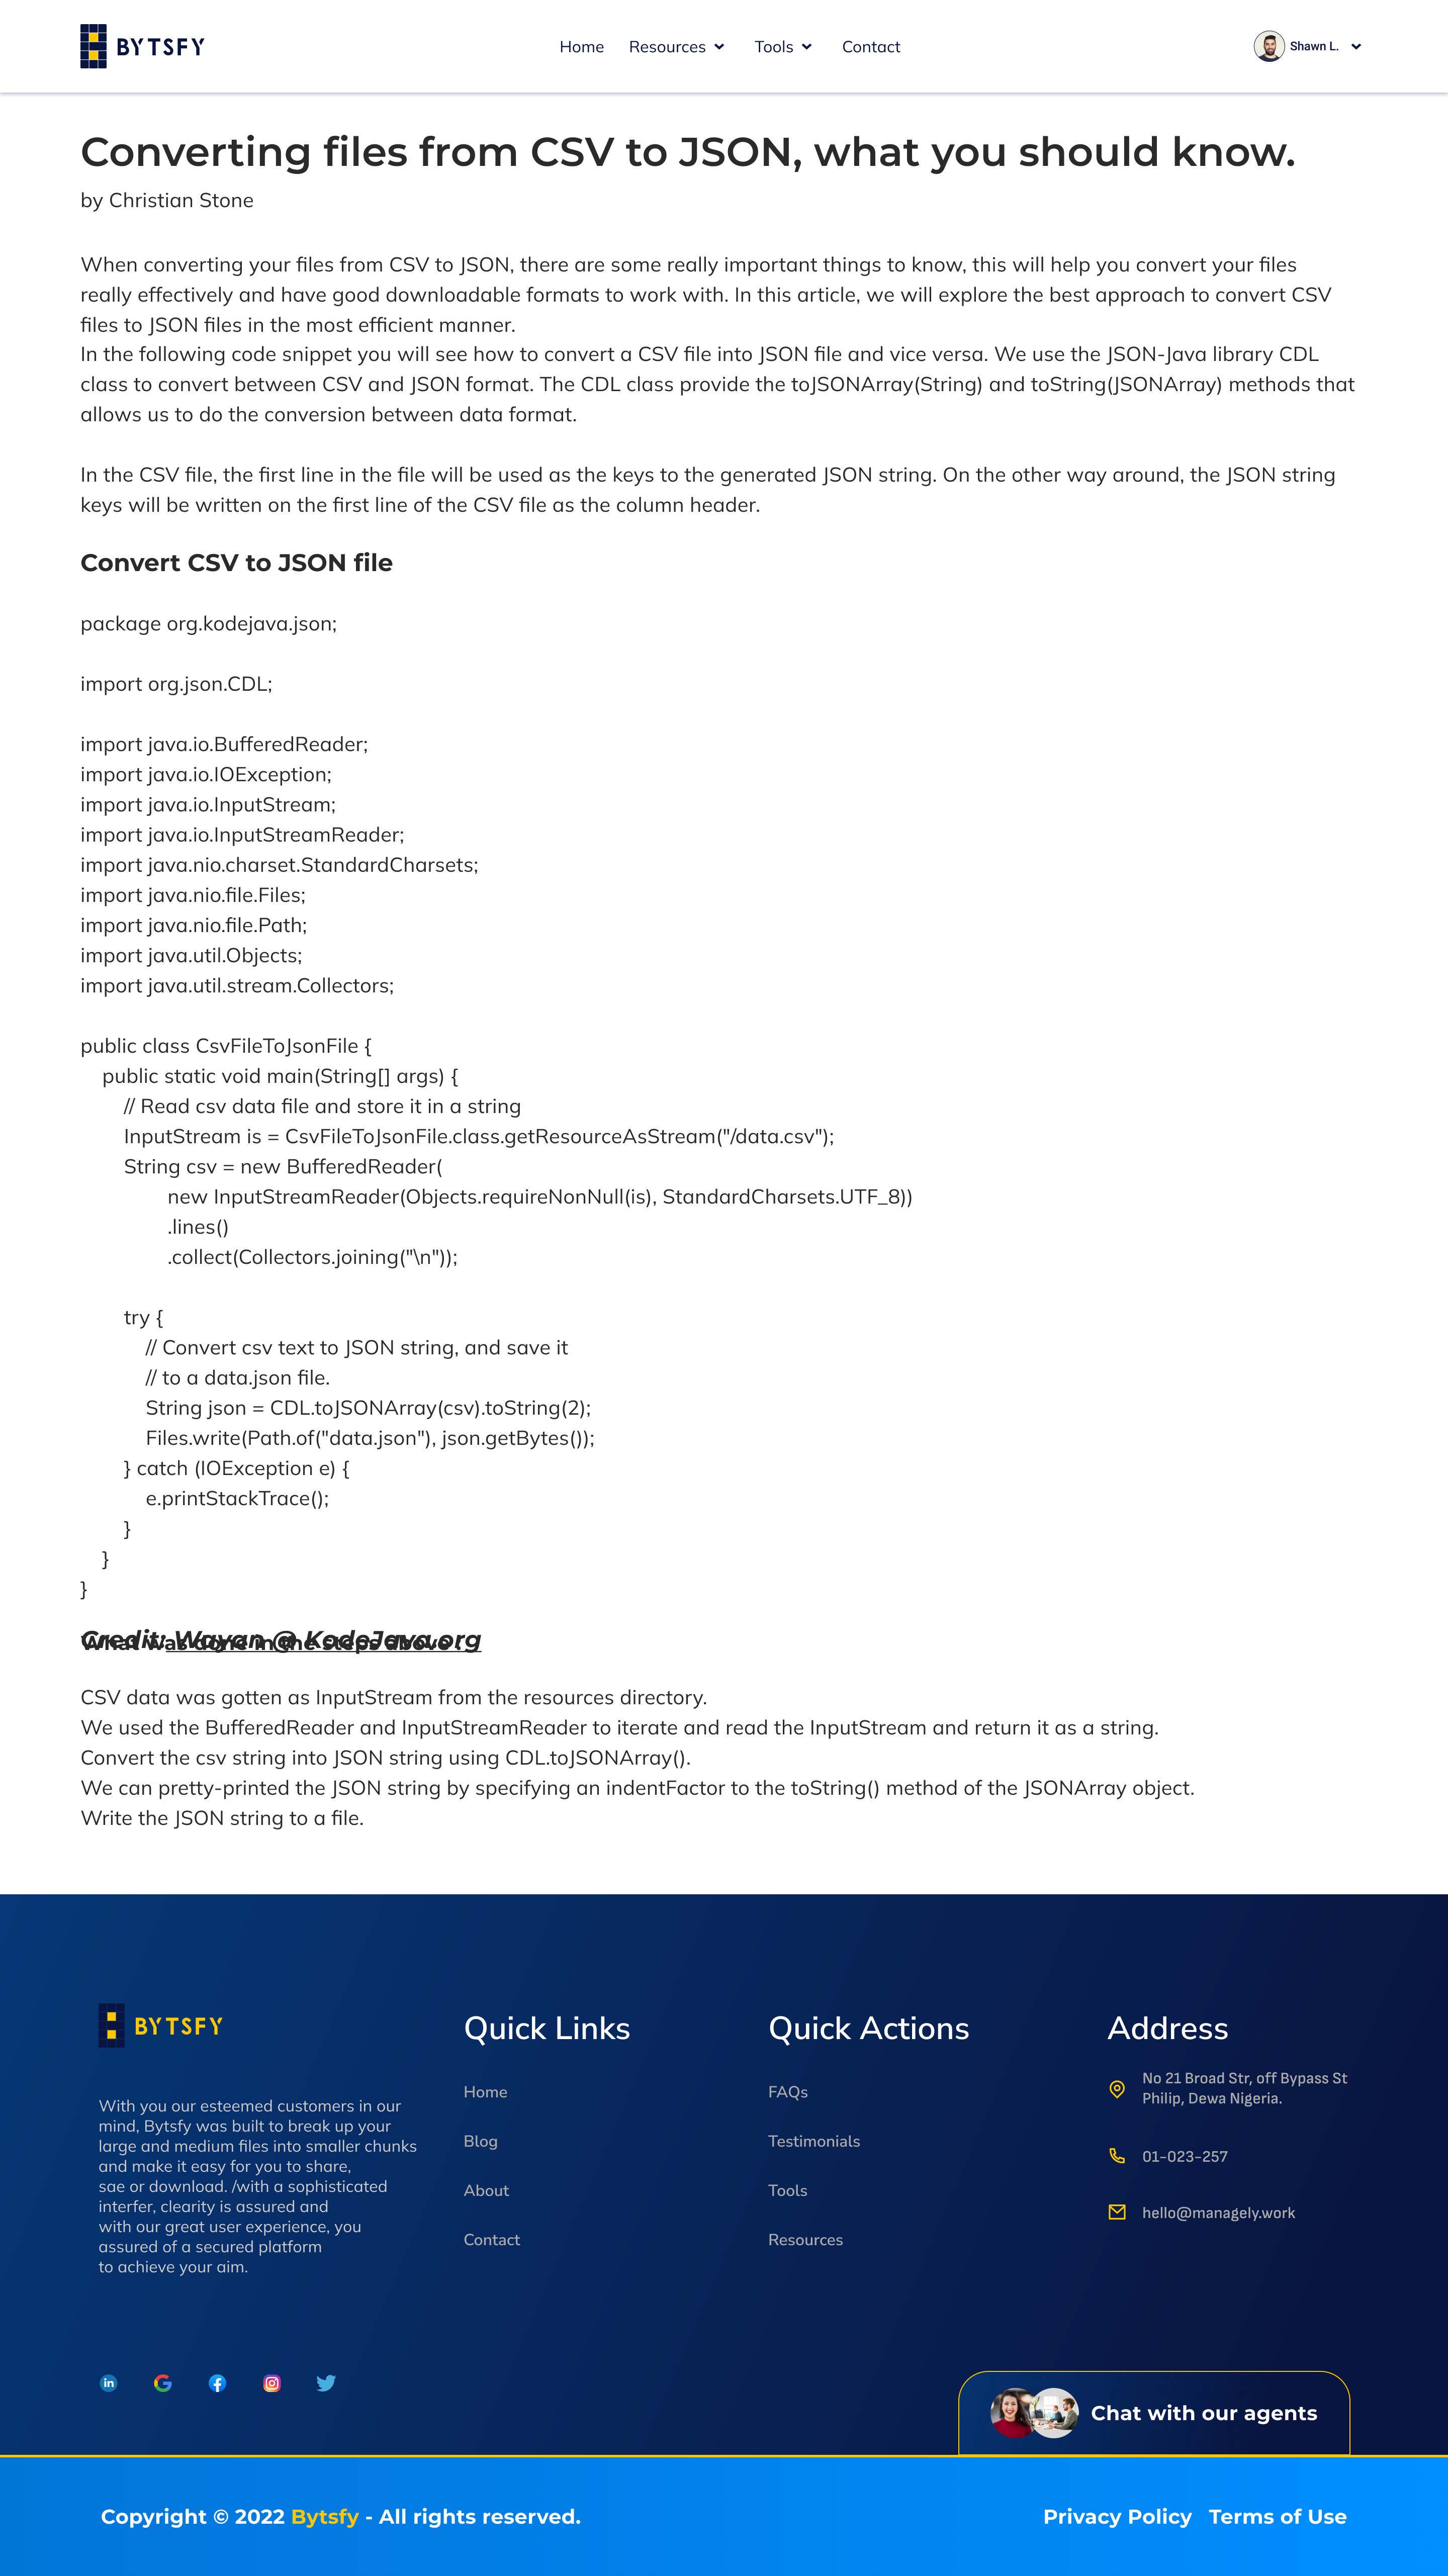 BYTSFY
Home Resources Tools Contact
Shawn L.
Converting files from CSV to JSON, what you should know.
by Christian Stone
When converting your files from CSV to JSON, there are some really important things to know, this will help you convert your files
really effectively and have good downloadable formats to work with. In this article, we will explore the best approach to convert CSV
files to JSON files in the most efficient manner.
In the following code snippet you will see how to convert a CSV file into JSON file and vice versa. We use the JSON-Java library CDL
class to convert between CSV and JSON format. The CDL class provide the toJSONArray(String) and toString(JSONArray) methods that
allows us to do the conversion between data format.
In the CSV file, the first line in the file will be used as the keys to the generated JSON string. On the other way around, the JSON string
keys will be written on the first line of the CSV file as the column header.
Convert CSV to JSON file
package org.kodejava.json;
import org.json.CDL;
import java.io.BufferedReader;
import java.io.IOException;
import java.io.InputStream;
import java.io.InputStreamReader;
import java.nio.charset.StandardCharsets;
import java.nio.file.Files;
import java.nio.file.Path;
import java.util.Objects;
import java.util.stream.Collectors;
public class CsvFileToJsonFile {
public static void main(String[] args) {
// Read csv data file and store it in a string
InputStream is = CsvFileToJsonFile.class.getResourceAsStream("/data.csv");
String csv = new BufferedReader(
new InputStreamReader(Objects.requireNonNull(is), StandardCharsets.UTF_8))
.lines()
.collect(Collectors.joining("\n"));
try {
// Convert csv text to JSON string, and save it
// to a data.json file.
String json = CDL.toJSONArray(csv).toString(2);
Files.write(Path.of("data.json"), json.getBytes());
} catch (IOException e) {
e.printStackTrace();
}
}
}
Credit: Wayan @ KodeJava.org
What was done in the steps above?
CSV data was gotten as InputStream from the resources directory.
We used the BufferedReader and InputStreamReader to iterate and read the InputStream and return it as a string.
Convert the csv string into JSON string using CDL.toJSONArray().
We can pretty-printed the JSON string by specifying an indentFactor to the toString() method of the JSONArray object.
Write the JSON string to a file.
BYTSFY
With you our esteemed customers in our
mind, Bytsfy was built to break up your
large and medium files into smaller chunks
and make it easy for you to share,
sae or download. /with a sophisticated
interfer, clearity is assured and
with our great user experience, you
assured of a secured platform
to achieve your aim.
Quick Links
Home
Blog
About
Contact
Quick Actions
FAQs
Testimonials
Tools
Resources
Address
No 21 Broad Str, off Bypass St
Philip, Dewa Nigeria.
01-023-257
hello@managely.work
Chat with our agents
Copyright © 2022 Bytsfy - All rights reserved.
Privacy Policy Terms of Use